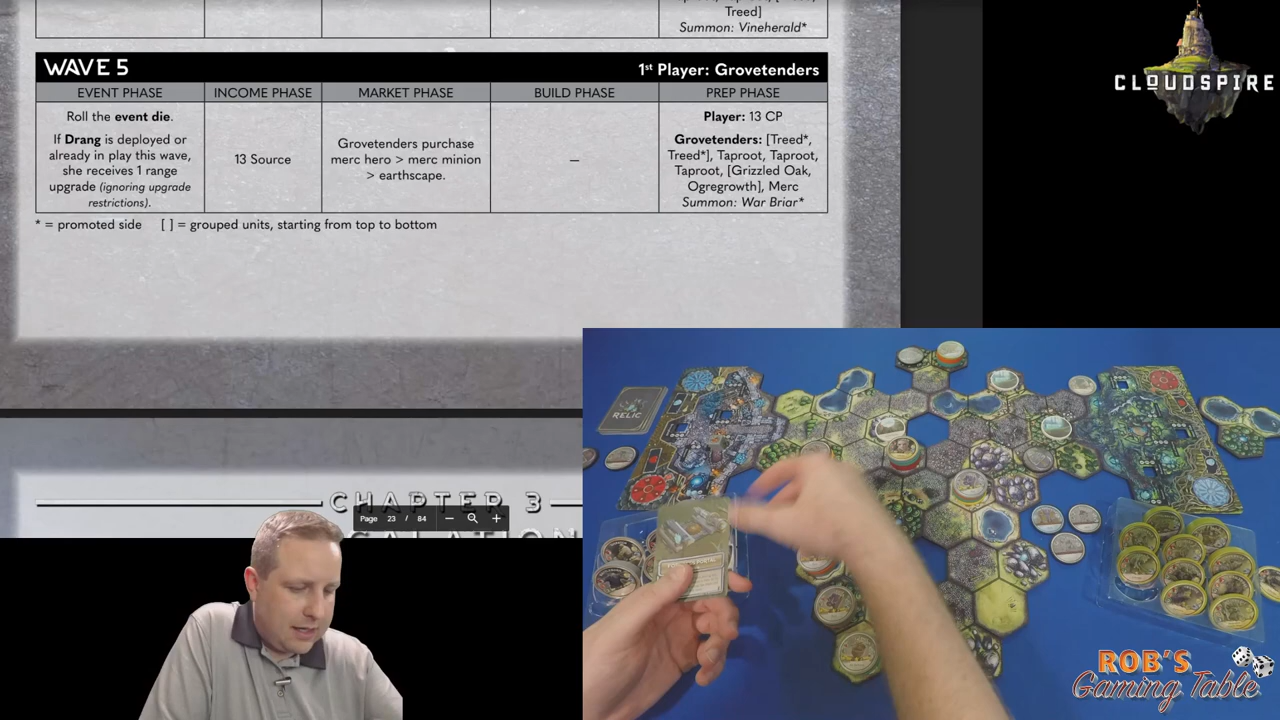 Treed]
Summon: Vineherald*
WAVE 5
1st Player: Grovetenders
EVENT PHASE
INCOME PHASE
MARKET PHASE
BUILD PHASE
PREP PHASE
Roll the event die.
If Drang is deployed or
already in play this wave,
she receives 1 range
upgrade (ignoring upgrade
restrictions).
13 Source
Grovetenders purchase
merc hero > merc minion
> earthscape.
—
Player: 13 CP
Grovetenders: [Treed*,
Treed*], Taproot, Taproot,
Taproot, [Grizzled Oak,
Ogregrowth], Merc
Summon: War Briar*
* = promoted side [ ] = grouped units, starting from top to bottom
CHAPTER 3
Page 23 / 84
CLOUDSPIRE
RELIC
ROB'S
Gaming Table